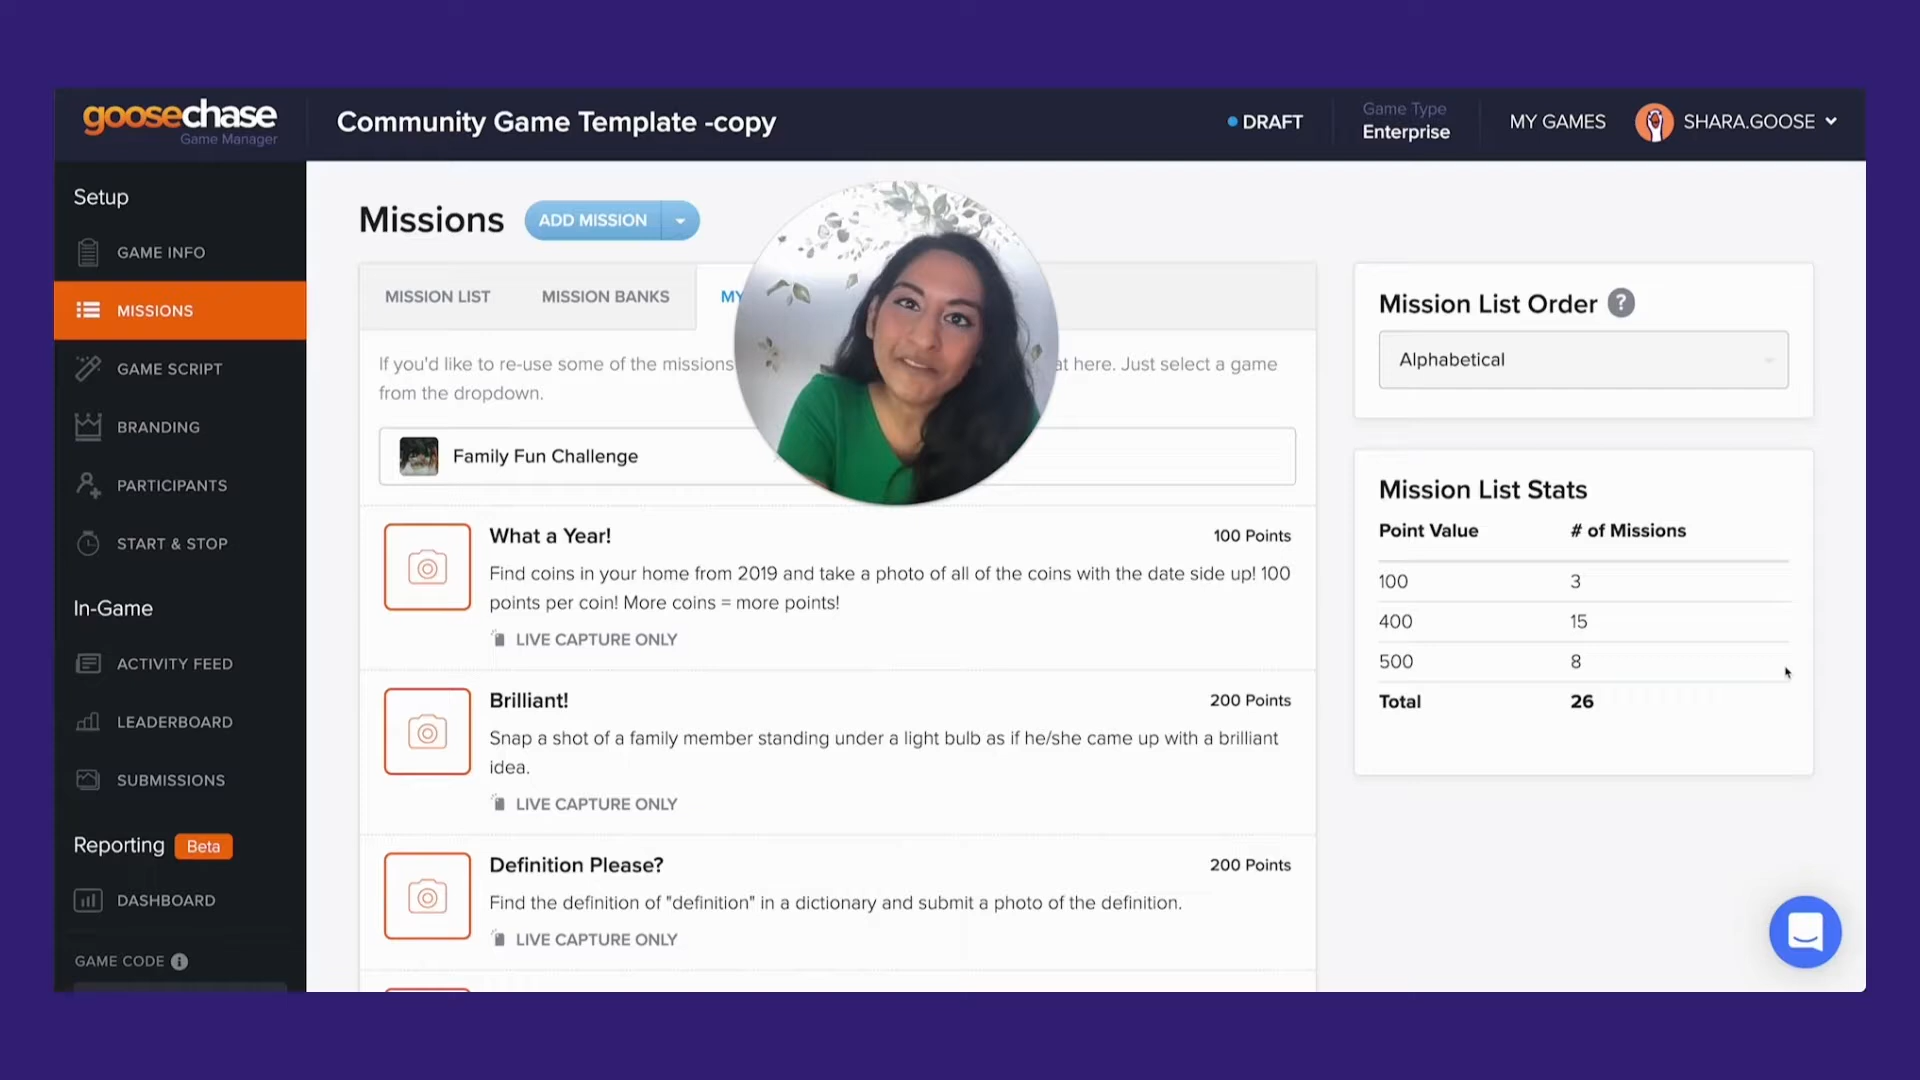 goosechase
Game Manager
Community Game Template -copy
DRAFT
Game Type
Enterprise
MY GAMES
SHARA.GOOSE
Setup
GAME INFO
MISSIONS
GAME SCRIPT
BRANDING
PARTICIPANTS
START & STOP
In-Game
ACTIVITY FEED
LEADERBOARD
SUBMISSIONS
Reporting Beta
DASHBOARD
GAME CODE
Missions
ADD MISSION
MISSION LIST
MISSION BANKS
MY
If you'd like to re-use some of the missions at here. Just select a game
from the dropdown.
Family Fun Challenge
What a Year!
100 Points
Find coins in your home from 2019 and take a photo of all of the coins with the date side up! 100
points per coin! More coins = more points!
LIVE CAPTURE ONLY
Brilliant!
200 Points
Snap a shot of a family member standing under a light bulb as if he/she came up with a brilliant
idea.
LIVE CAPTURE ONLY
Definition Please?
200 Points
Find the definition of "definition" in a dictionary and submit a photo of the definition.
LIVE CAPTURE ONLY
Mission List Order ?
Alphabetical
Mission List Stats
Point Value # of Missions
100 3
400 15
500 8
Total 26